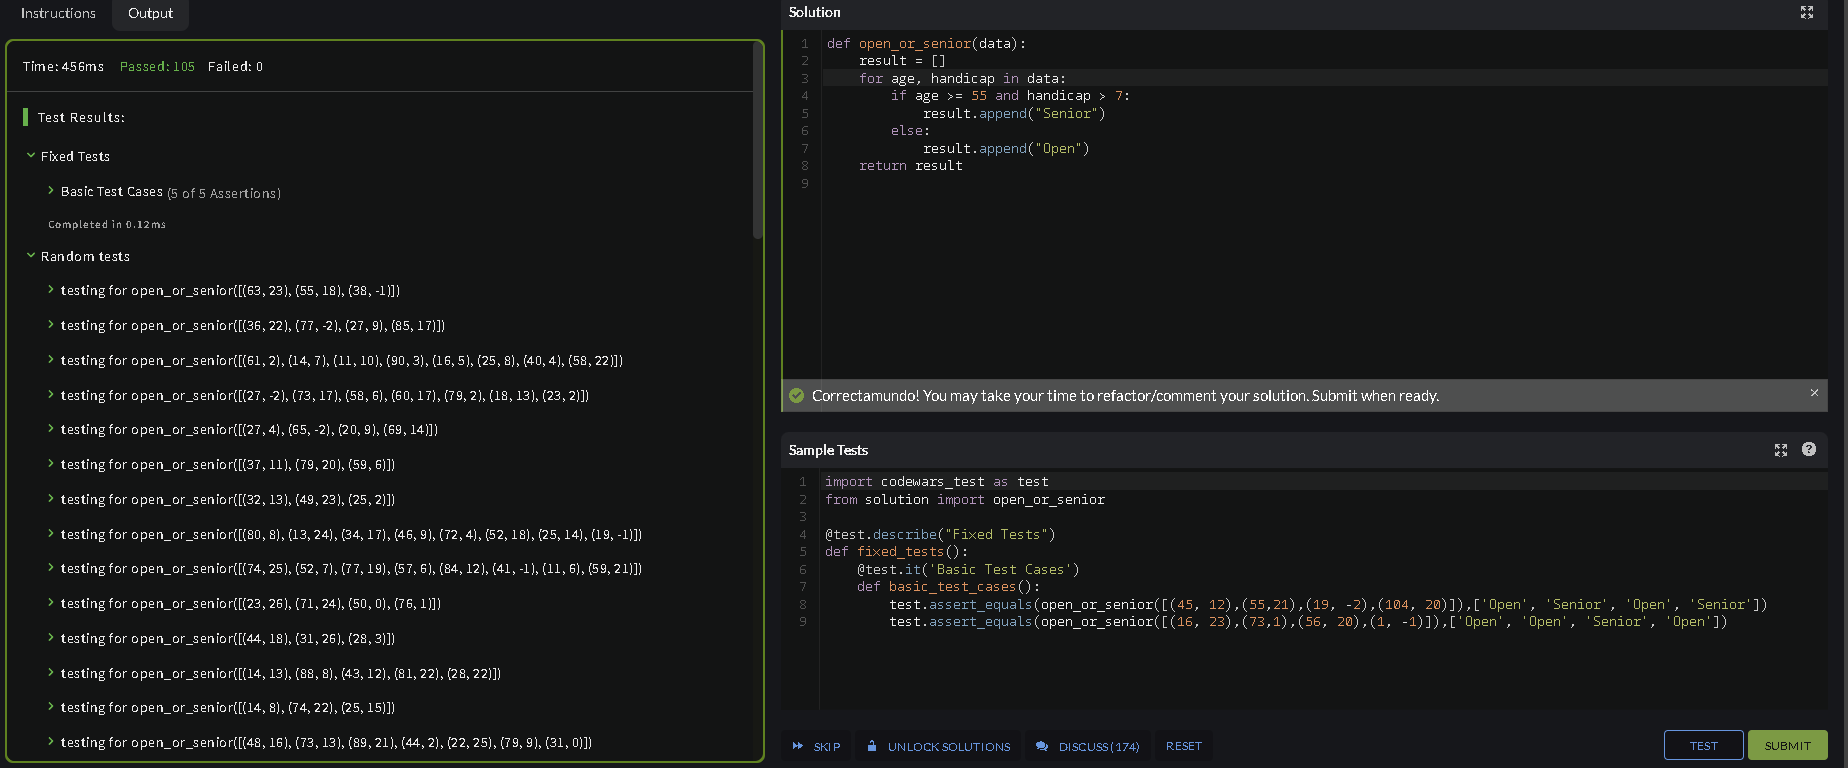 Instructions
Output
Time: 456ms Passed: 105 Failed: 0
Test Results:
Fixed Tests
Basic Test Cases (5 of 5 Assertions)
Completed in 0.12ms
Random tests
testing for open_or_senior([(63, 23), (55, 18), (38, -1)])
testing for open_or_senior([(36, 22), (77, -2), (27, 9), (85, 17)])
testing for open_or_senior([(61, 2), (14, 7), (11, 10), (90, 3), (16, 5), (25, 8), (40, 4), (58, 22)])
testing for open_or_senior([(27, -2), (73, 17), (58, 6), (60, 17), (79, 2), (18, 13), (23, 2)])
testing for open_or_senior([(27, 4), (65, -2), (20, 9), (69, 14)])
testing for open_or_senior([(37, 11), (79, 20), (59, 6)])
testing for open_or_senior([(32, 13), (49, 23), (25, 2)])
testing for open_or_senior([(80, 8), (13, 24), (34, 17), (46, 9), (72, 4), (52, 18), (25, 14), (19, -1)])
testing for open_or_senior([(74, 25), (52, 7), (77, 19), (57, 6), (84, 12), (41, -1), (11, 6), (59, 21)])
testing for open_or_senior([(23, 26), (71, 24), (50, 0), (76, 1)])
testing for open_or_senior([(44, 18), (31, 26), (28, 3)])
testing for open_or_senior([(14, 13), (88, 8), (43, 12), (81, 22), (28, 22)])
testing for open_or_senior([(14, 8), (74, 22), (25, 15)])
testing for open_or_senior([(48, 16), (73, 13), (89, 21), (44, 2), (22, 25), (79, 9), (31, 0)])
Solution
1 def open_or_senior(data):
2     result = []
3     for age, handicap in data:
4         if age >= 55 and handicap > 7:
5             result.append("Senior")
6         else:
7             result.append("Open")
8     return result
9
Correctamundo! You may take your time to refactor/comment your solution. Submit when ready.
Sample Tests
1 import codewars_test as test
2 from solution import open_or_senior
3
4 @test.describe("Fixed Tests")
5 def fixed_tests():
6     @test.it('Basic Test Cases')
7     def basic_test_cases():
8         test.assert_equals(open_or_senior([(45, 12),(55,21),(19, -2),(104, 20)]),['Open', 'Senior', 'Open', 'Senior'])
9         test.assert_equals(open_or_senior([(16, 23),(73,1),(56, 20),(1, -1)]),['Open', 'Open', 'Senior', 'Open'])
SKIP
UNLOCK SOLUTIONS
DISCUSS (174)
RESET
TEST
SUBMIT